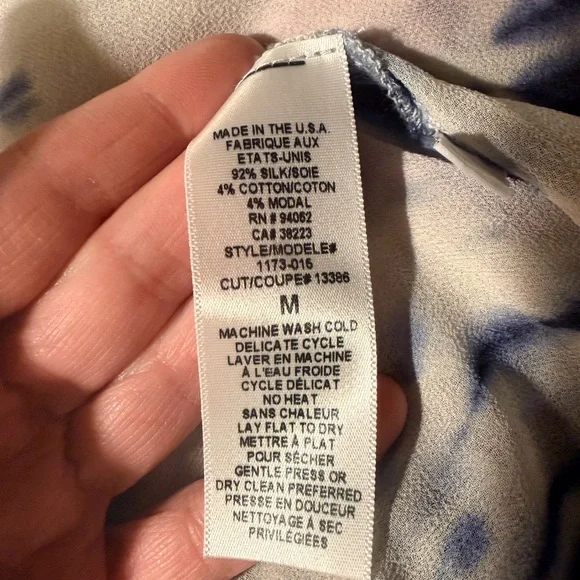 MADE IN THE U.S.A.
FABRIQUE AUX
ETATS-UNIS
92% SILK/SOIE
4% COTTON/COTON
4% MODAL
RN # 94052
CA# 38223
STYLE/MODELE#
1173-016
CUT/COUPE# 13386
M
MACHINE WASH COLD
DELICATE CYCLE
LAVER EN MACHINE
À L'EAU FROIDE
CYCLE DÉLICAT
NO HEAT
SANS CHALEUR
LAY FLAT TO DRY
METTRE À PLAT
POUR SÉCHER
GENTLE PRESS OR
DRY CLEAN PREFERRED
PRESSE EN DOUCEUR
NETTOYAGE À SEC
PRIVILÉGIÉES